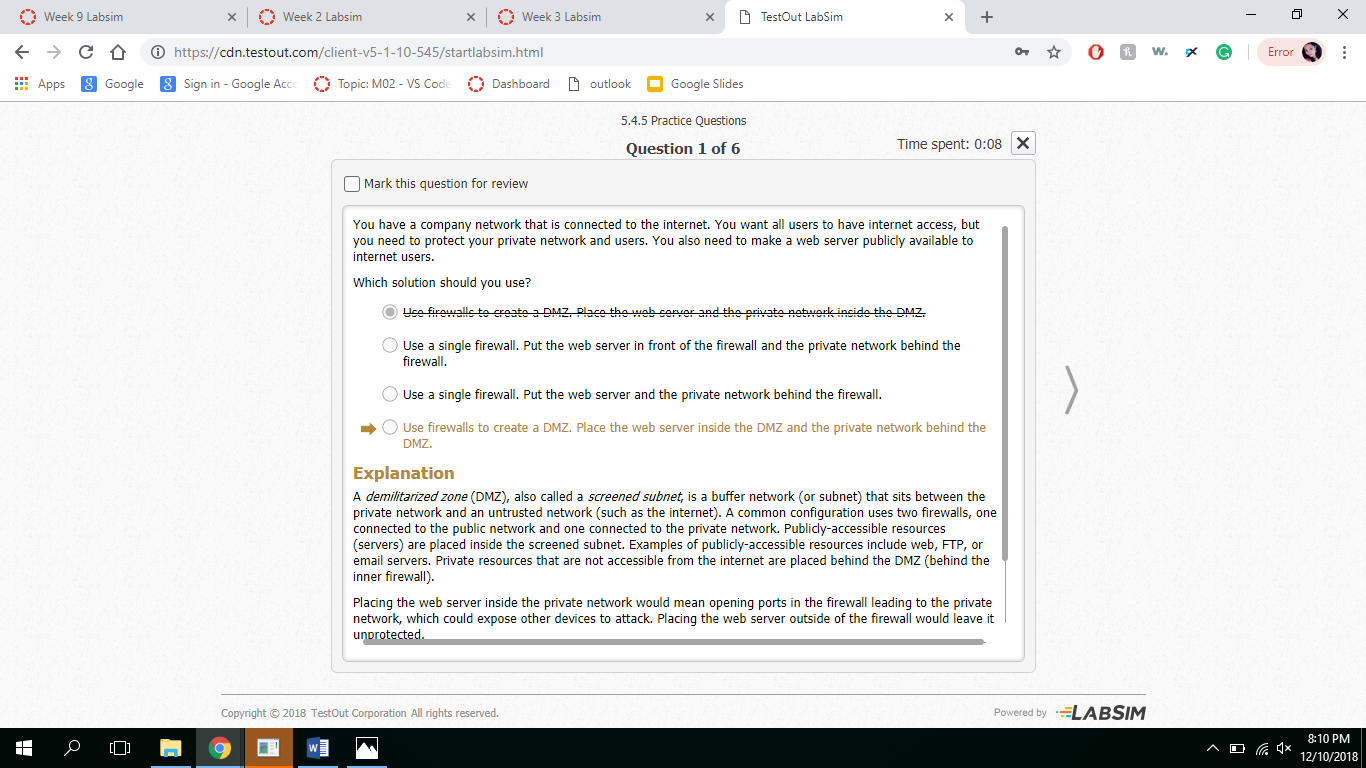 Week 9 Labsim
Week 2 Labsim
Week 3 Labsim
TestOut LabSim
https://cdn.testout.com/client-v5-1-10-545/startlabsim.html
Error
Apps
Google
Sign in - Google Acco
Topic: M02 - VS Code
Dashboard
outlook
Google Slides
5.4.5 Practice Questions
Question 1 of 6
Time spent: 0:08
Mark this question for review
You have a company network that is connected to the internet. You want all users to have internet access, but
you need to protect your private network and users. You also need to make a web server publicly available to
internet users.
Which solution should you use?
Use firewalls to create a DMZ. Place the web server and the private network inside the DMZ.
Use a single firewall. Put the web server in front of the firewall and the private network behind the
firewall.
Use a single firewall. Put the web server and the private network behind the firewall.
Use firewalls to create a DMZ. Place the web server inside the DMZ and the private network behind the
DMZ.
Explanation
A demilitarized zone (DMZ), also called a screened subnet, is a buffer network (or subnet) that sits between the
private network and an untrusted network (such as the internet). A common configuration uses two firewalls, one
connected to the public network and one connected to the private network. Publicly-accessible resources
(servers) are placed inside the screened subnet. Examples of publicly-accessible resources include web, FTP, or
email servers. Private resources that are not accessible from the internet are placed behind the DMZ (behind the
inner firewall).
Placing the web server inside the private network would mean opening ports in the firewall leading to the private
network, which could expose other devices to attack. Placing the web server outside of the firewall would leave it
unprotected.
Copyright © 2018 TestOut Corporation All rights reserved.
Powered by LABSIM
8:10 PM
12/10/2018